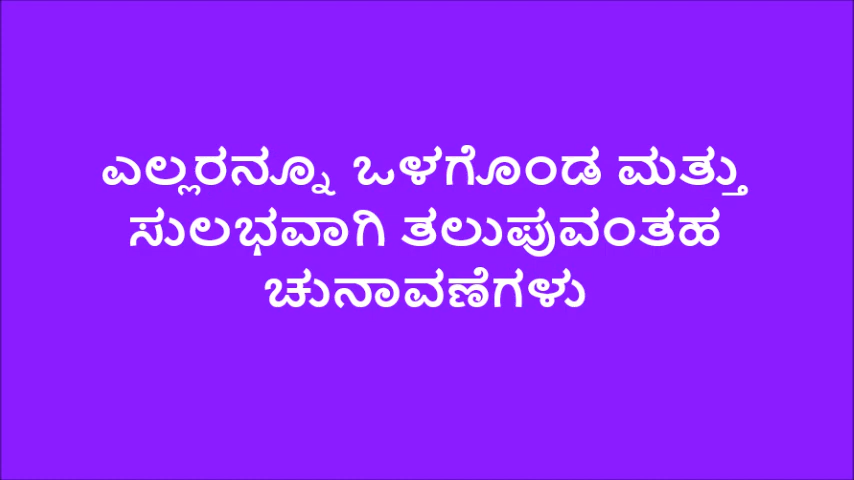 ಎಲ್ಲರನ್ನೂ ಒಳಗೊಂಡ ಮತ್ತು
ಸುಲಭವಾಗಿ ತಲುಪುವಂತಹ
ಚುನಾವಣೆಗಳು